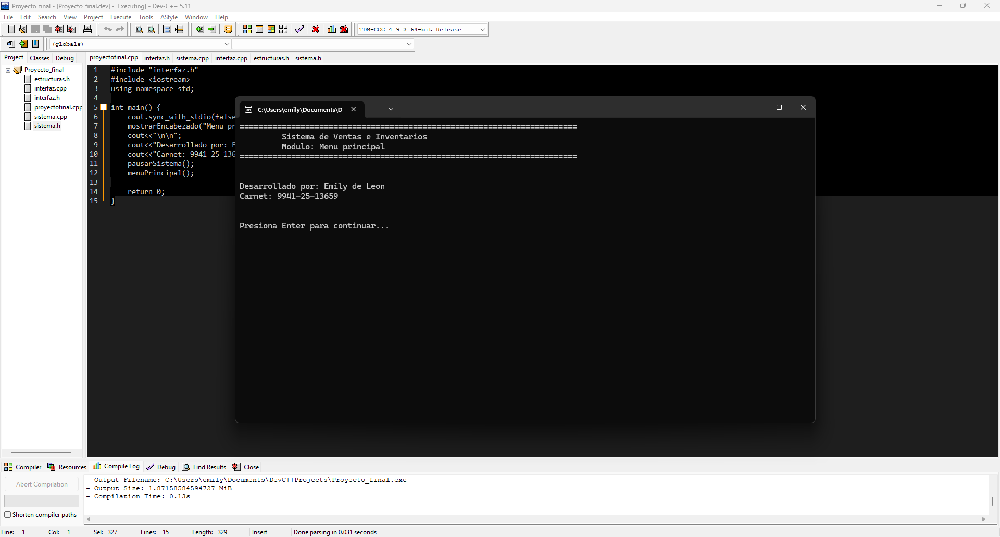 Proyecto_final - [Proyecto_final.dev] - [Executing] - Dev-C++ 5.11
File Edit Search View Project Execute Tools AStyle Window Help
TDM-GCC 4.9.2 64-bit Release
(globals)
Project Classes Debug
proyectofinal.cpp interfaz.h sistema.cpp interfaz.cpp estructuras.h sistema.h
Proyecto_final
estructuras.h
interfaz.cpp
interfaz.h
proyectofinal.cpp
sistema.cpp
sistema.h
1 #include "interfaz.h"
2 #include <iostream>
3 using namespace std;
4
5 int main() {
6 cout.sync_with_stdio(false
7 mostrarEncabezado("Menu pr
8 cout<<"\n\n";
9 cout<<"Desarrollado por: E
10 cout<<"Carnet: 9941-25-136
11 pausarSistema();
12 menuPrincipal();
13
14 return 0;
15 }
C:\Users\emily\Documents\D
========================================================================
Sistema de Ventas e Inventarios
Modulo: Menu principal
========================================================================
Desarrollado por: Emily de Leon
Carnet: 9941-25-13659
Presiona Enter para continuar...
Compiler Resources Compile Log Debug Find Results Close
Abort Compilation
Shorten compiler paths
- Output Filename: C:\Users\emily\Documents\DevC++Projects\Proyecto_final.exe
- Output Size: 1.87158584594727 MiB
- Compilation Time: 0.13s
Line: 1 Col: 1 Sel: 327 Lines: 15 Length: 329 Insert Done parsing in 0.031 seconds